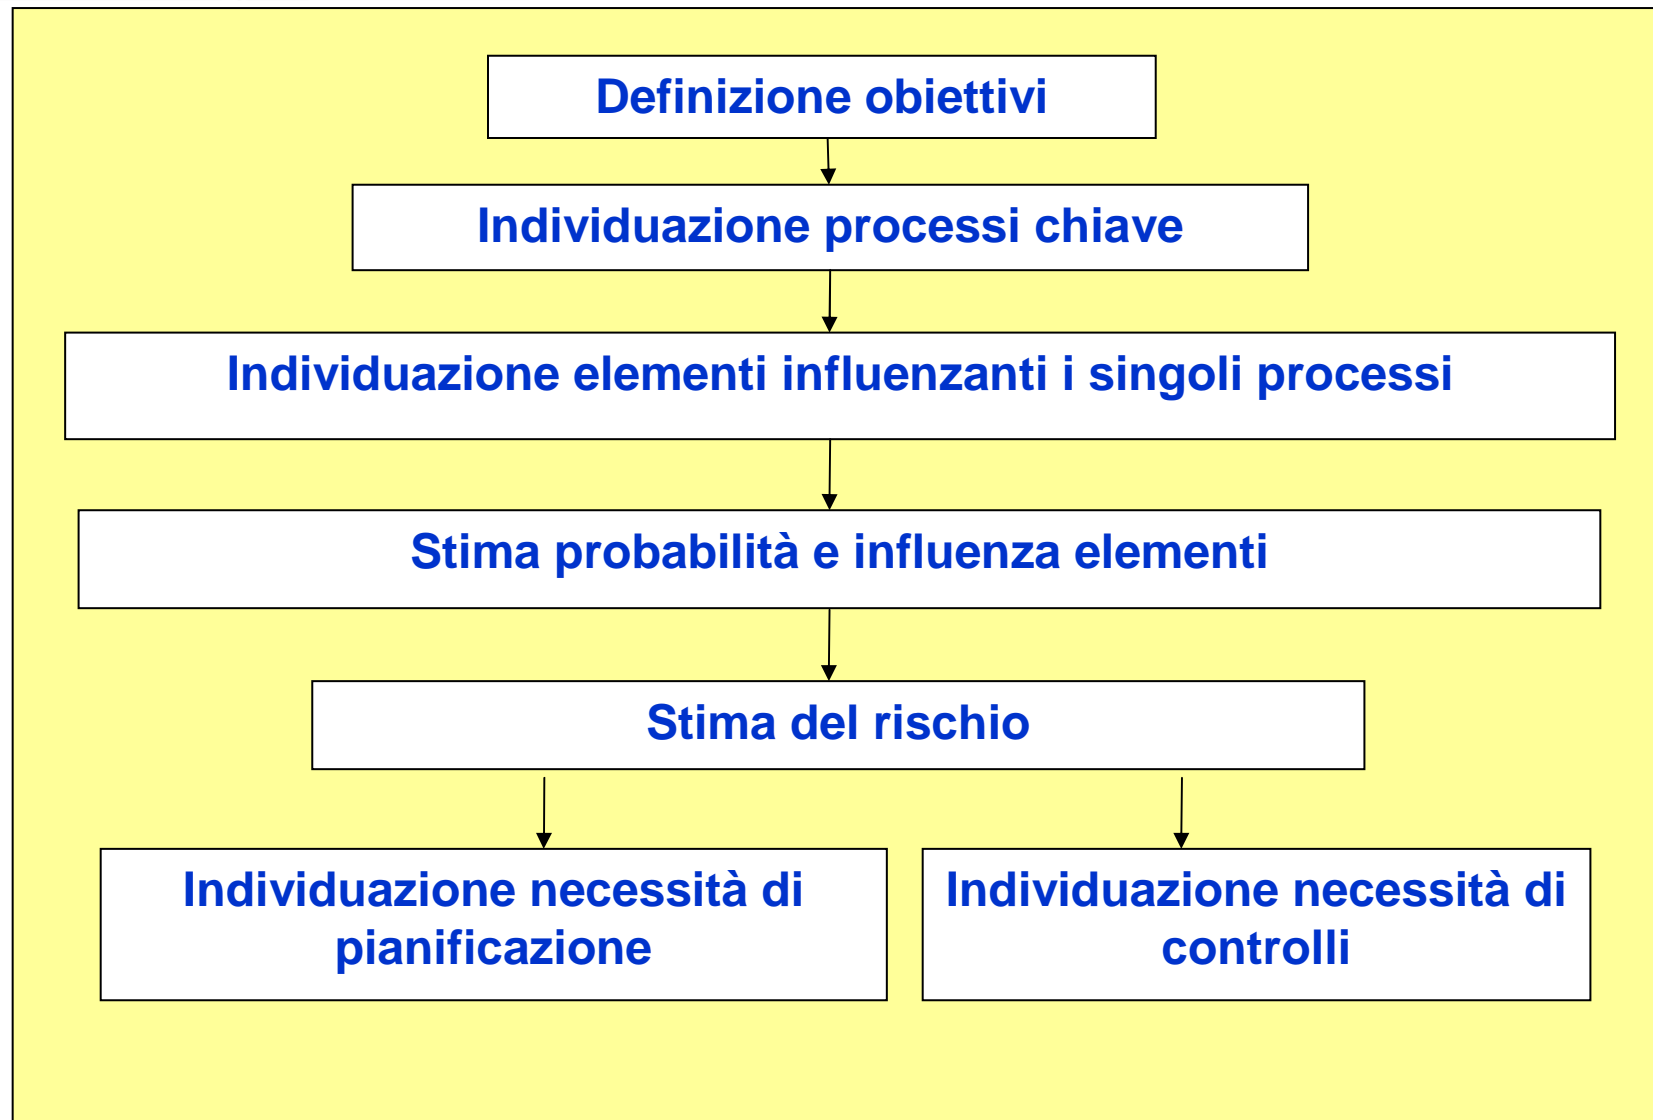 Definizione obiettivi
Individuazione processi chiave
Individuazione elementi influenzanti i singoli processi
Stima probabilità e influenza elementi
Stima del rischio
Individuazione necessità di
pianificazione
Individuazione necessità di
controlli